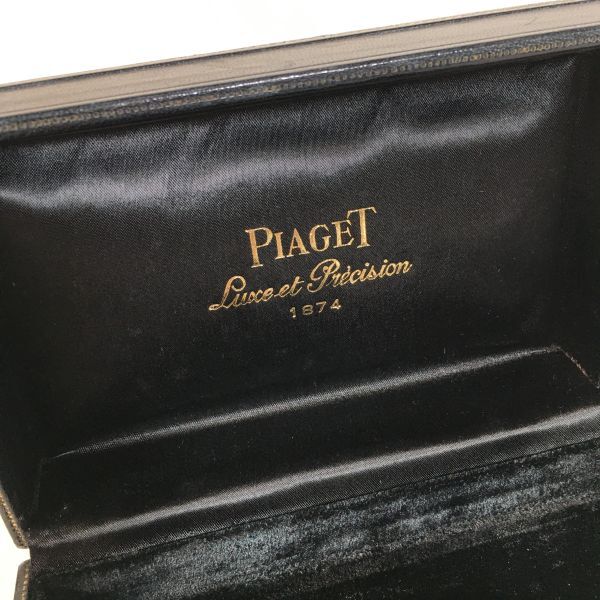 PIAGET
Luxe et Précision
1874